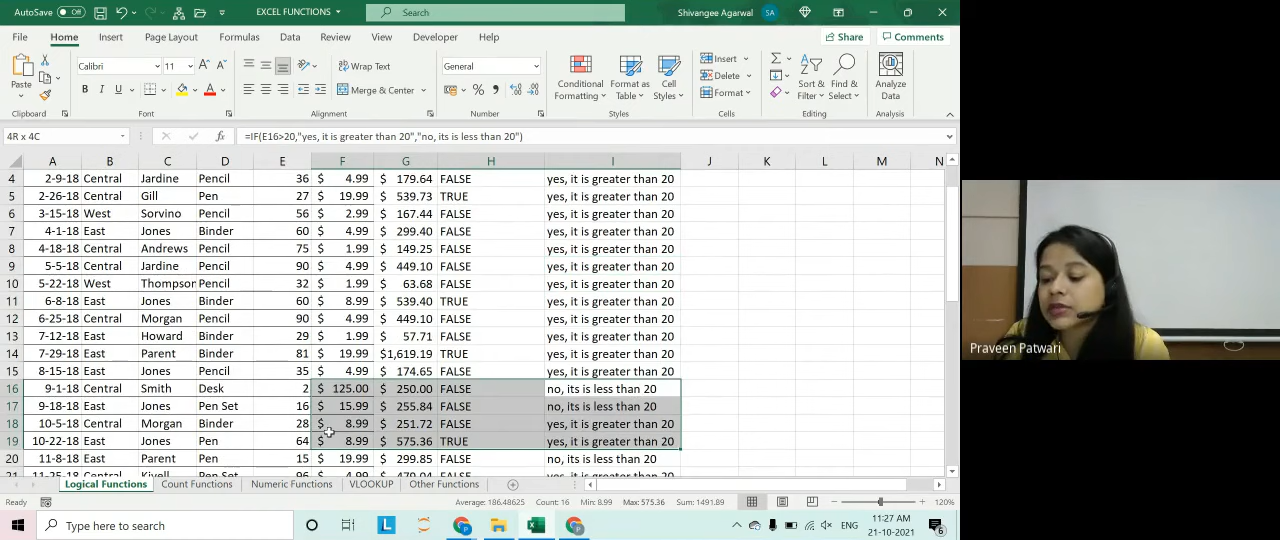 AutoSave Off EXCEL FUNCTIONS Search Shivangee Agarwal SA
File Home Insert Page Layout Formulas Data Review View Developer Help Share Comments
Paste Calibri 11 Wrap Text General Conditional Formatting Format as Table Cell Styles Insert Delete Format Sort & Filter Find & Select Analyze Data
Merge & Center
Clipboard Font Alignment Number Styles Cells Editing Analysis
4R x 4C =IF(E16>20,"yes, it is greater than 20","no, its is less than 20")
A B C D E F G H I J K L M N
4 2-9-18 Central Jardine Pencil 36 $ 4.99 $ 179.64 FALSE yes, it is greater than 20
5 2-26-18 Central Gill Pen 27 $ 19.99 $ 539.73 TRUE yes, it is greater than 20
6 3-15-18 West Sorvino Pencil 56 $ 2.99 $ 167.44 FALSE yes, it is greater than 20
7 4-1-18 East Jones Binder 60 $ 4.99 $ 299.40 FALSE yes, it is greater than 20
8 4-18-18 Central Andrews Pencil 75 $ 1.99 $ 149.25 FALSE yes, it is greater than 20
9 5-5-18 Central Jardine Pencil 90 $ 4.99 $ 449.10 FALSE yes, it is greater than 20
10 5-22-18 West Thompson Pencil 32 $ 1.99 $ 63.68 FALSE yes, it is greater than 20
11 6-8-18 East Jones Binder 60 $ 8.99 $ 539.40 TRUE yes, it is greater than 20
12 6-25-18 Central Morgan Pencil 90 $ 4.99 $ 449.10 FALSE yes, it is greater than 20
13 7-12-18 East Howard Binder 29 $ 1.99 $ 57.71 FALSE yes, it is greater than 20
14 7-29-18 East Parent Binder 81 $ 19.99 $1,619.19 TRUE yes, it is greater than 20
15 8-15-18 East Jones Pencil 35 $ 4.99 $ 174.65 FALSE yes, it is greater than 20
16 9-1-18 Central Smith Desk 2 $ 125.00 $ 250.00 FALSE no, its is less than 20
17 9-18-18 East Jones Pen Set 16 $ 15.99 $ 255.84 FALSE no, its is less than 20
18 10-5-18 Central Morgan Binder 28 $ 8.99 $ 251.72 FALSE yes, it is greater than 20
19 10-22-18 East Jones Pen 64 $ 8.99 $ 575.36 TRUE yes, it is greater than 20
20 11-8-18 East Parent Pen 15 $ 19.99 $ 299.85 FALSE no, its is less than 20
21 11-25-18 Central Kivell Pen Set 96 $ 4.99 $ 479.04 FALSE yes, it is greater than 20
Logical Functions Count Functions Numeric Functions VLOOKUP Other Functions
Ready Average: 186.48625 Count: 16 Min: 8.99 Max: 575.36 Sum: 1491.89 120%
Type here to search ENG 11:27 AM 21-10-2021 6
Praveen Patwari